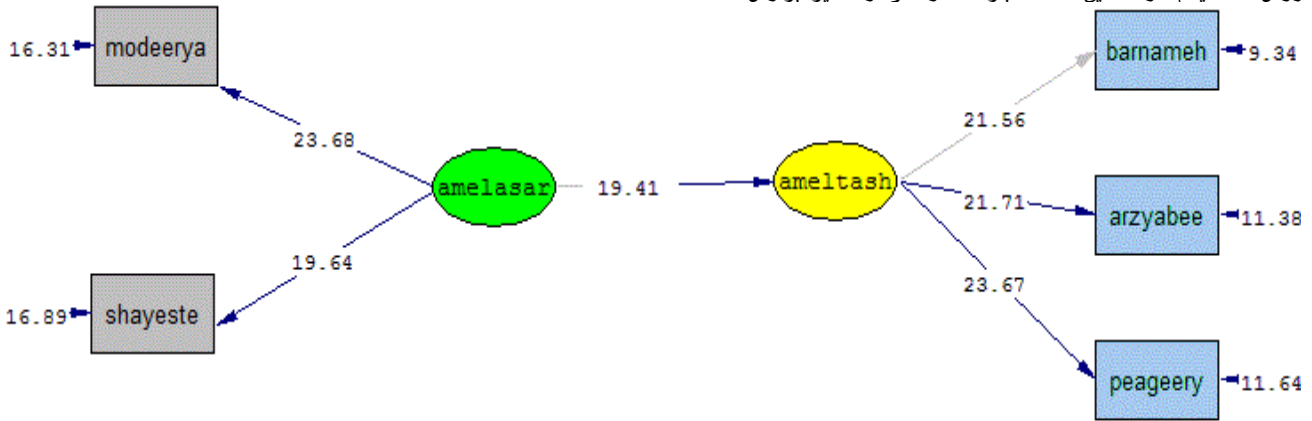 16.31 modeerya
barnameh 9.34
23.68
21.56
amelasar 19.41 ameltash
21.71 arzyabee 11.38
19.64
23.67
16.89 shayeste
peageery 11.64